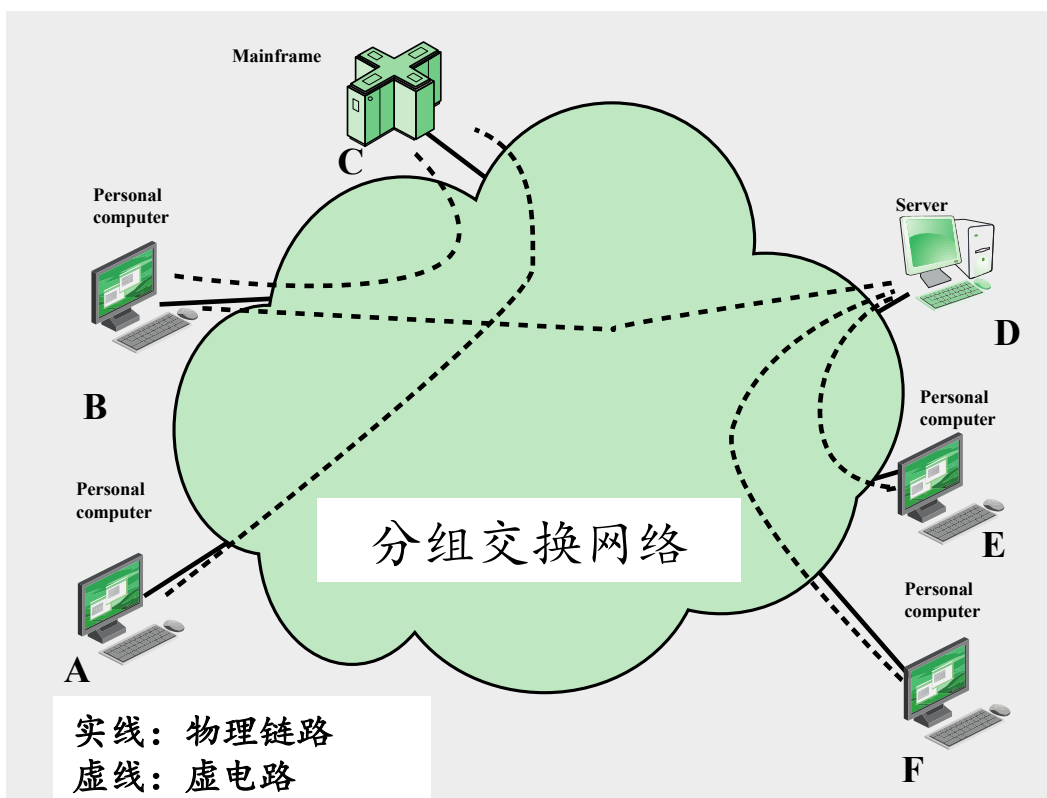 Mainframe
C
Personal
computer
B
Server
D
Personal
computer
E
Personal
computer
A
分组交换网络
Personal
computer
F
实线：物理链路
虚线：虚电路